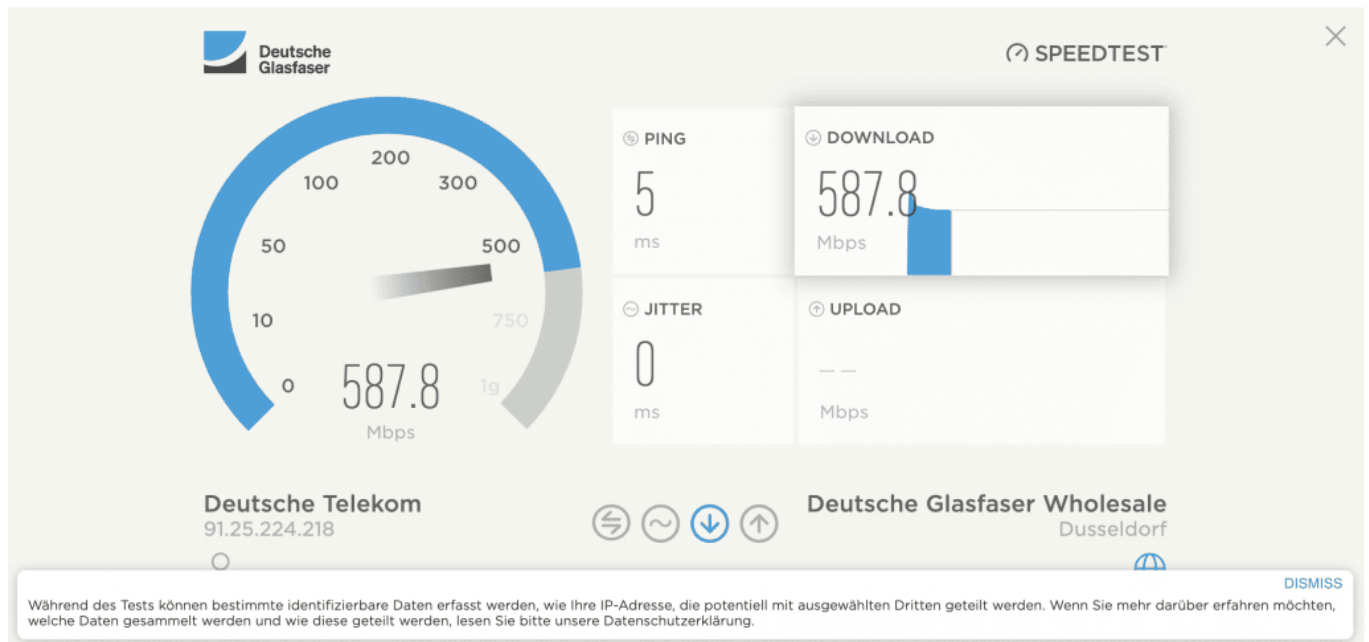 Deutsche
Glasfaser
SPEEDTEST
0
10
50
100
200
300
500
750
1g
587.8
Mbps
PING
5
ms
DOWNLOAD
587.8
Mbps
JITTER
0
ms
UPLOAD
— —
Mbps
Deutsche Telekom
91.25.224.218
Deutsche Glasfaser Wholesale
Dusseldorf
DISMISS
Während des Tests können bestimmte identifizierbare Daten erfasst werden, wie Ihre IP-Adresse, die potentiell mit ausgewählten Dritten geteilt werden. Wenn Sie mehr darüber erfahren möchten,
welche Daten gesammelt werden und wie diese geteilt werden, lesen Sie bitte unsere Datenschutzerklärung.